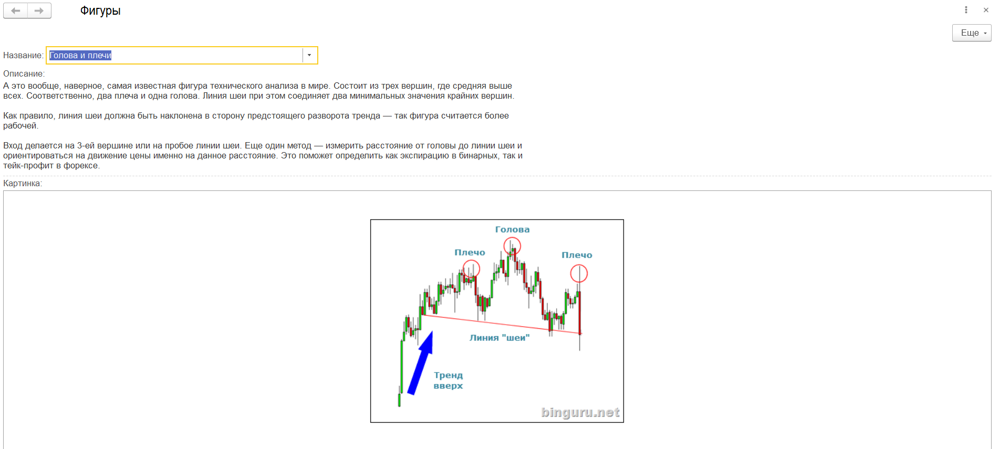 Фигуры
Еще
Название: Голова и плечи
Описание:
А это вообще, наверное, самая известная фигура технического анализа в мире. Состоит из трех вершин, где средняя выше
всех. Соответственно, два плеча и одна голова. Линия шеи при этом соединяет два минимальных значения крайних вершин.
Как правило, линия шеи должна быть наклонена в сторону предстоящего разворота тренда — так фигура считается более
рабочей.
Вход делается на 3-ей вершине или на пробое линии шеи. Еще один метод — измерить расстояние от головы до линии шеи и
ориентироваться на движение цены именно на данное расстояние. Это поможет определить как экспирацию в бинарных, так и
тейк-профит в форексе.
Картинка:
Голова
Плечо
Плечо
Линия "шеи"
Тренд
вверх
binguru.net